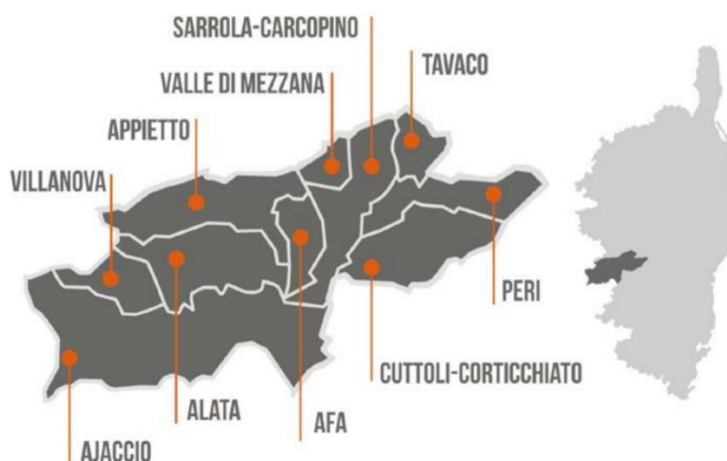 SARROLA-CARCOPINO
TAVACO
VALLE DI MEZZANA
APPIETTO
VILLANOVA
PERI
CUTTOLI-CORTICCHIATO
ALATA
AFA
AJACCIO